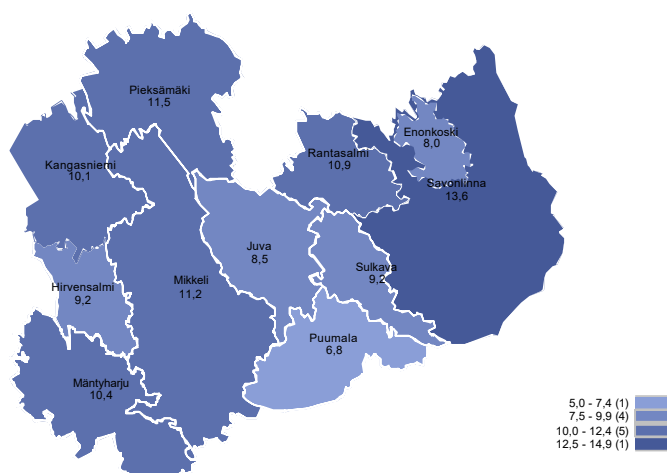 Pieksämäki
11,5
Enonkoski
8,0
Rantasalmi
10,9
Kangasniemi
10,1
Savonlinna
13,6
Juva
8,5
Sulkava
9,2
Mikkeli
11,2
Hirvensalmi
9,2
Puumala
6,8
Mäntyharju
10,4
5,0 - 7,4 (1)
7,5 - 9,9 (4)
10,0 - 12,4 (5)
12,5 - 14,9 (1)